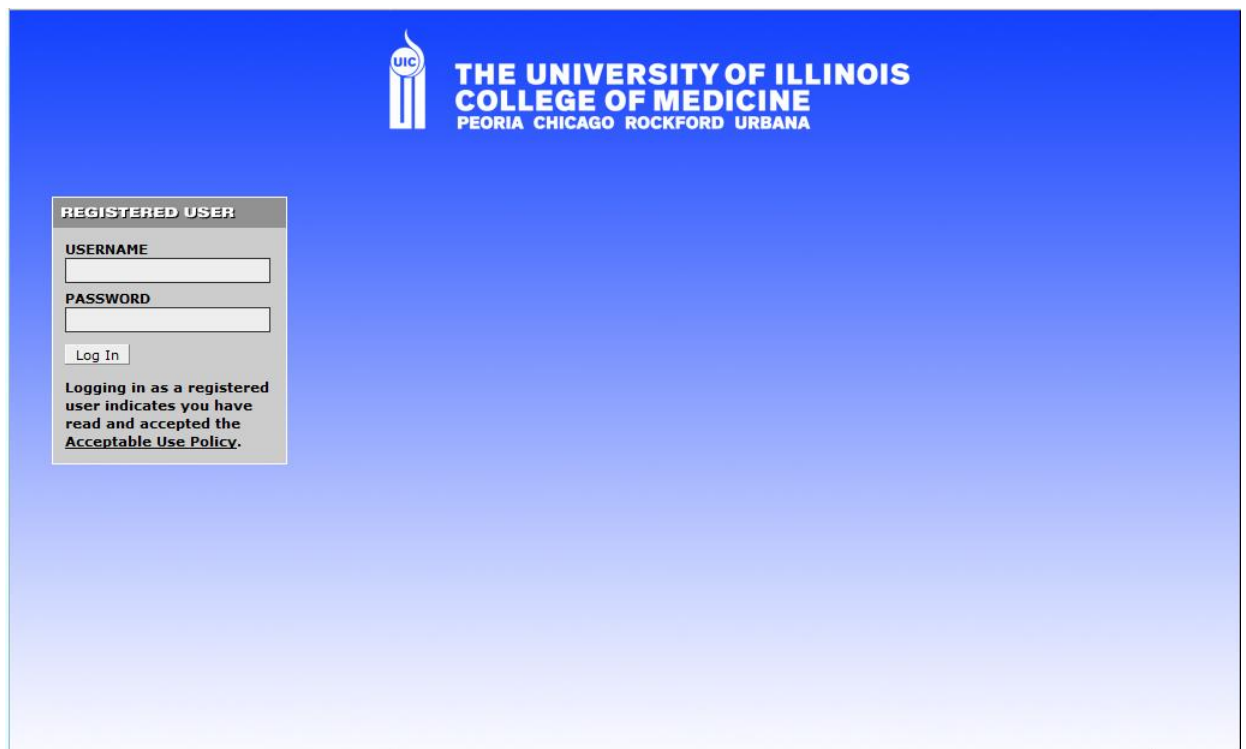 UIC
THE UNIVERSITY OF ILLINOIS
COLLEGE OF MEDICINE
PEORIA CHICAGO ROCKFORD URBANA
REGISTERED USER
USERNAME
PASSWORD
Log In
Logging in as a registered
user indicates you have
read and accepted the
Acceptable Use Policy.